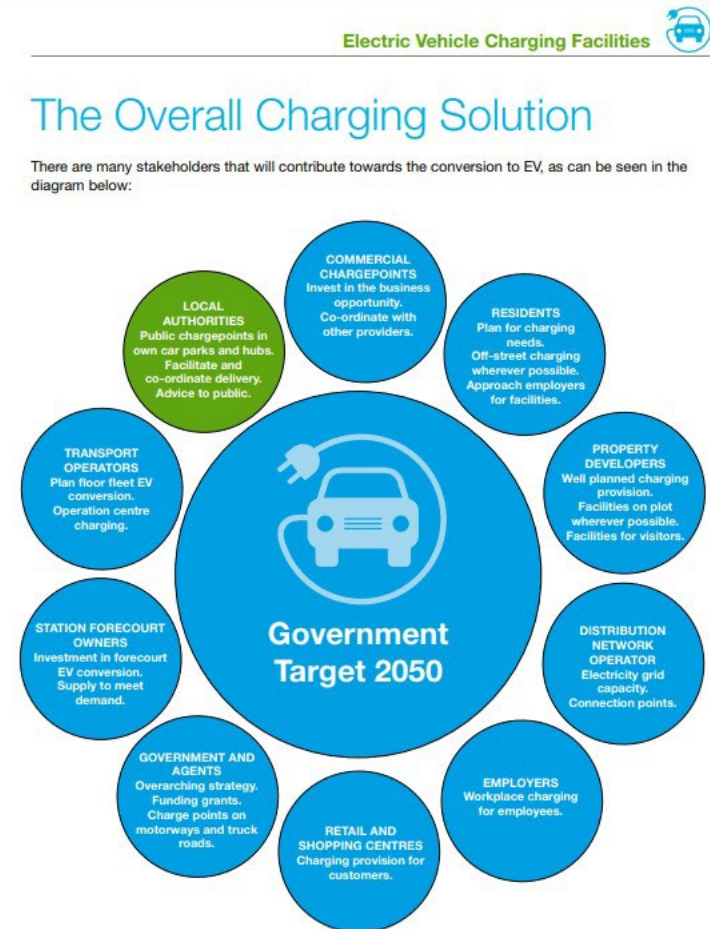 Electric Vehicle Charging Facilities
The Overall Charging Solution
There are many stakeholders that will contribute towards the conversion to EV, as can be seen in the
diagram below:
COMMERCIAL
CHARGEPOINTS
Invest in the business
opportunity.
Co-ordinate with
other providers.
LOCAL
AUTHORITIES
Public chargepoints in
own car parks and hubs.
Facilitate and
co-ordinate delivery.
Advice to public.
RESIDENTS
Plan for charging
needs.
Off-street charging
wherever possible.
Approach employers
for facilities.
TRANSPORT
OPERATORS
Plan floor fleet EV
conversion.
Operation centre
charging.
PROPERTY
DEVELOPERS
Well planned charging
provision.
Facilities on plot
wherever possible.
Facilities for visitors.
Government
Target 2050
STATION FORECOURT
OWNERS
Investment in forecourt
EV conversion.
Supply to meet
demand.
DISTRIBUTION
NETWORK
OPERATOR
Electricity grid
capacity.
Connection points.
GOVERNMENT AND
AGENTS
Overarching strategy.
Funding grants.
Charge points on
motorways and truck
roads.
EMPLOYERS
Workplace charging
for employees.
RETAIL AND
SHOPPING CENTRES
Charging provision for
customers.